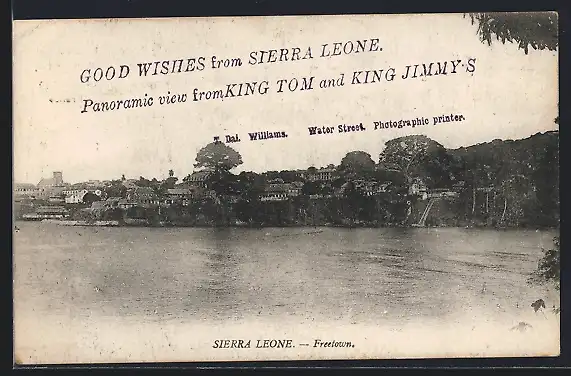 GOOD WISHES from SIERRA LEONE.
Panoramic view from KING TOM and KING JIMMY'S
T. Dal. Williams. Water Street. Photographic printer.
SIERRA LEONE. — Freetown.